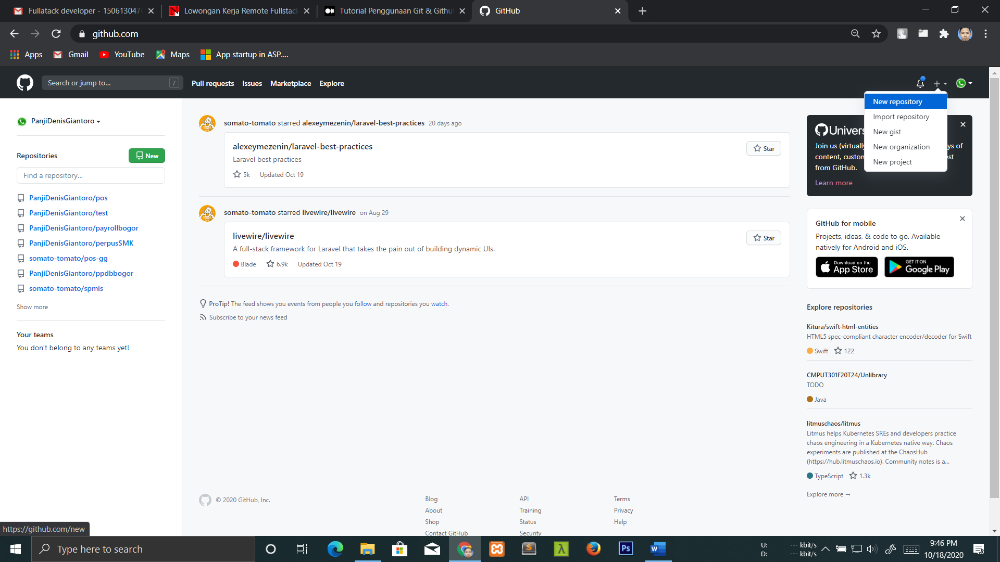 Fullatack developer - 15061304
Lowongan Kerja Remote Fullstack
Tutorial Penggunaan Git & Githu
GitHub
github.com
Apps
Gmail
YouTube
Maps
App startup in ASP....
Search or jump to...
/
Pull requests
Issues
Marketplace
Explore
New repository
Import repository
New gist
New organization
New project
PanjiDenisGiantoro
Repositories
New
Find a repository...
PanjiDenisGiantoro/pos
PanjiDenisGiantoro/test
PanjiDenisGiantoro/payrollbogor
PanjiDenisGiantoro/perpusSMK
somato-tomato/pos-gg
PanjiDenisGiantoro/ppdbbogor
somato-tomato/spmis
Show more
Your teams
You don't belong to any teams yet!
somato-tomato starred alexeymezenin/laravel-best-practices 20 days ago
alexeymezenin/laravel-best-practices
Star
Laravel best practices
5k Updated Oct 19
somato-tomato starred livewire/livewire on Aug 29
livewire/livewire
Star
A full-stack framework for Laravel that takes the pain out of building dynamic UIs.
Blade 6.9k Updated Oct 19
ProTip! The feed shows you events from people you follow and repositories you watch.
Subscribe to your news feed
Univers
Join us (virtually ys of
content, custom est
from GitHub.
Learn more
GitHub for mobile
Projects, ideas, & code to go. Available
natively for Android and iOS.
Download on the
App Store
GET IT ON
Google Play
Explore repositories
Kitura/swift-html-entities
HTML5 spec-compliant character encoder/decoder for Swift
Swift 122
CMPUT301F20T24/Unlibrary
TODO
Java
litmuschaos/litmus
Litmus helps Kubernetes SREs and developers practice
chaos engineering in a Kubernetes native way. Chaos
experiments are published at the ChaosHub
(https://hub.litmuschaos.io). Community notes is a...
TypeScript 1.3k
Explore more →
© 2020 GitHub, Inc.
Blog
About
Shop
Contact GitHub
API
Training
Status
Security
Terms
Privacy
Help
https://github.com/new
Type here to search
Ps
U: --- kbit/s
D: --- kbit/s
9:46 PM
10/18/2020